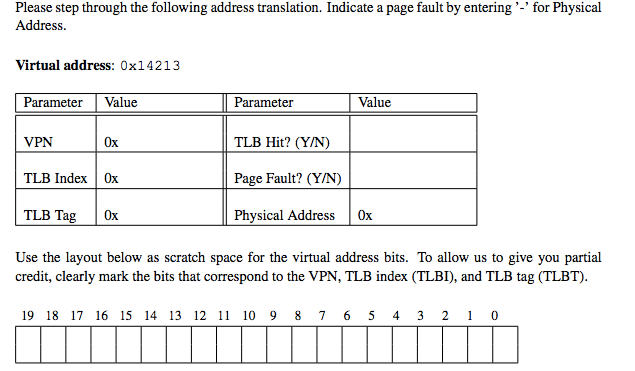 Please step through the following address translation. Indicate a page fault by entering '-' for Physical
Address.
Virtual address: 0x14213
Parameter Value Parameter Value
VPN 0x TLB Hit? (Y/N)
TLB Index 0x Page Fault? (Y/N)
TLB Tag 0x Physical Address 0x
Use the layout below as scratch space for the virtual address bits. To allow us to give you partial
credit, clearly mark the bits that correspond to the VPN, TLB index (TLBI), and TLB tag (TLBT).
19 18 17 16 15 14 13 12 11 10 9 8 7 6 5 4 3 2 1 0